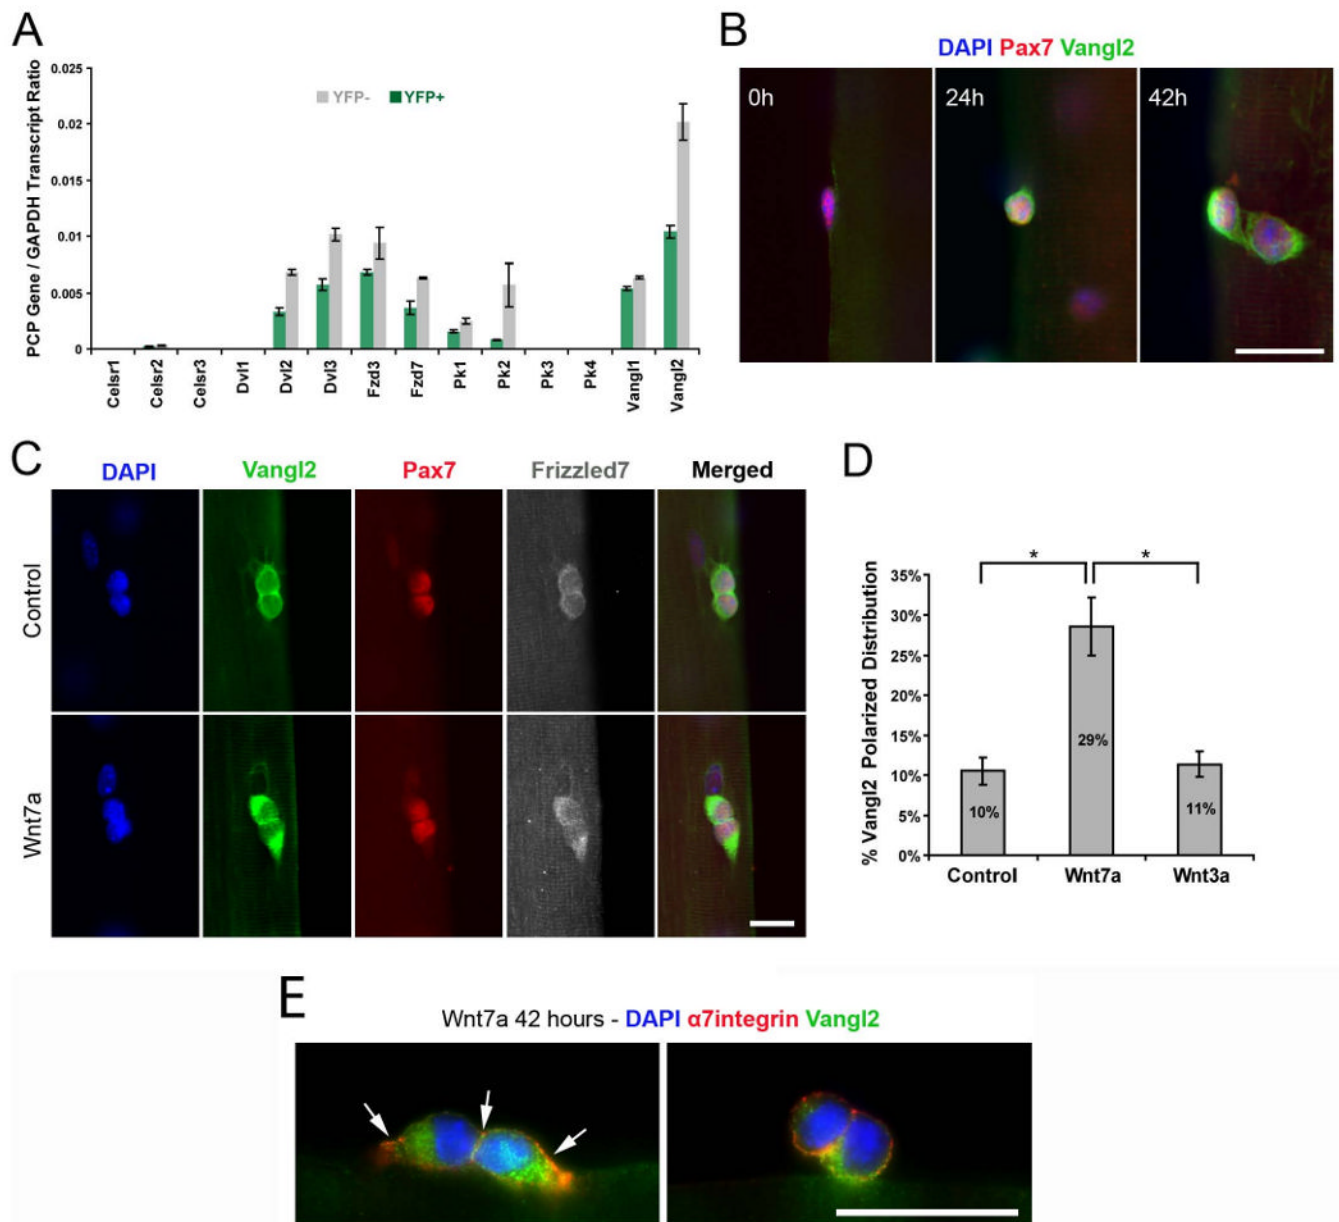 A
PCP Gene / GAPDH Transcript Ratio
0.025
0.02
0.015
0.01
0.005
0
YFP- YFP+
Celsr1 Celsr2 Celsr3 Dvl1 Dvl2 Dvl3 Fzd3 Fzd7 Pk1 Pk2 Pk3 Pk4 Vangl1 Vangl2
B
DAPI Pax7 Vangl2
0h 24h 42h
C
DAPI Vangl2 Pax7 Frizzled7 Merged
Control
Wnt7a
D
% Vangl2 Polarized Distribution
* *
35%
30%
25%
20%
15%
10%
5%
0%
10% 29% 11%
Control Wnt7a Wnt3a
E
Wnt7a 42 hours - DAPI α7integrin Vangl2